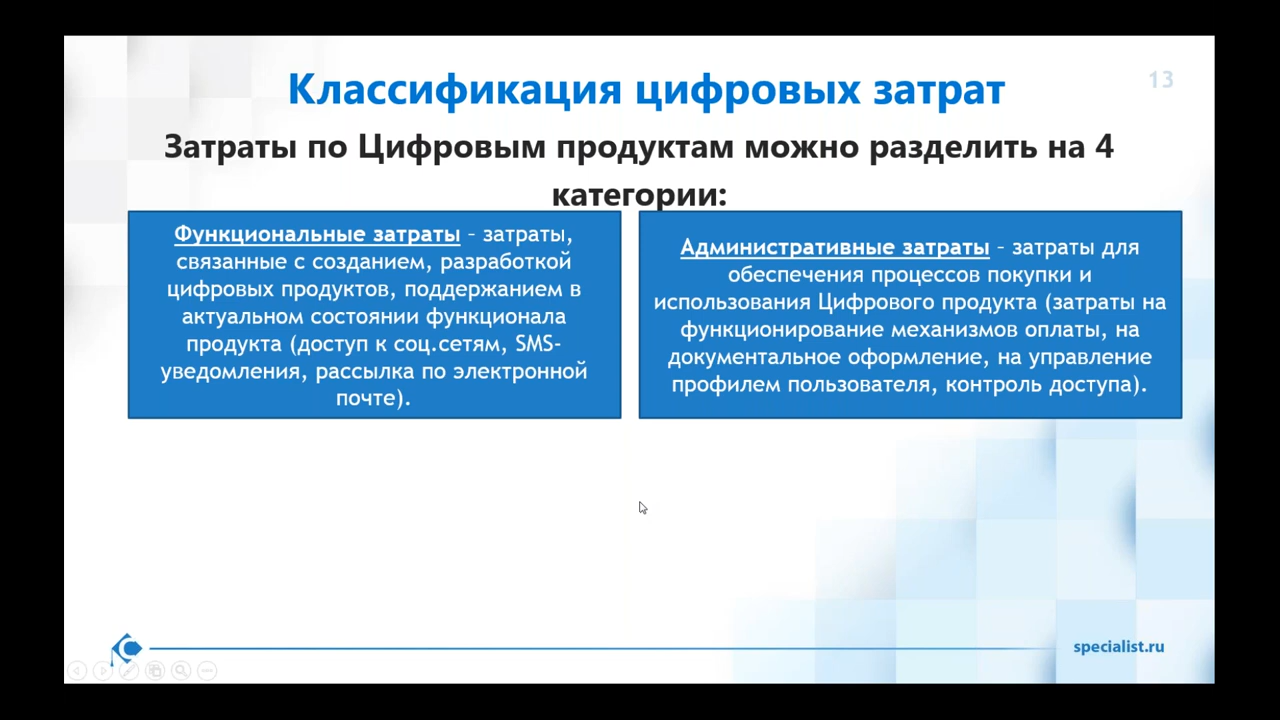 Классификация цифровых затрат
13
Затраты по Цифровым продуктам можно разделить на 4
категории:
Функциональные затраты - затраты,
связанные с созданием, разработкой
цифровых продуктов, поддержанием в
актуальном состоянии функционала
продукта (доступ к соц.сетям, SMS-
уведомления, рассылка по электронной
почте).
Административные затраты - затраты для
обеспечения процессов покупки и
использования Цифрового продукта (затраты на
функционирование механизмов оплаты, на
документальное оформление, на управление
профилем пользователя, контроль доступа).
specialist.ru